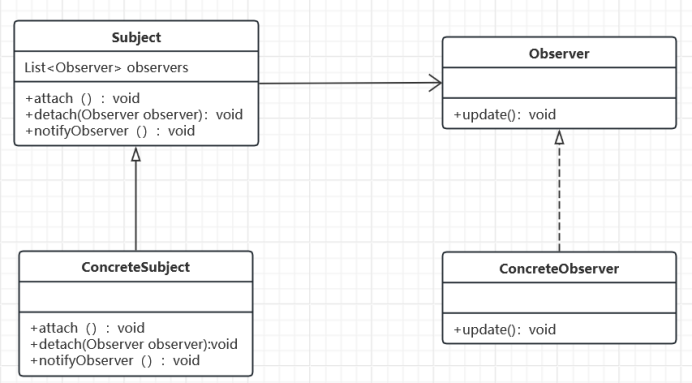 Subject
List<Observer> observers
+attach （）：void
+detach(Observer observer)：void
+notifyObserver （）：void
Observer
+update()：void
ConcreteSubject
+attach （）：void
+detach(Observer observer):void
+notifyObserver （）：void
ConcreteObserver
+update()：void